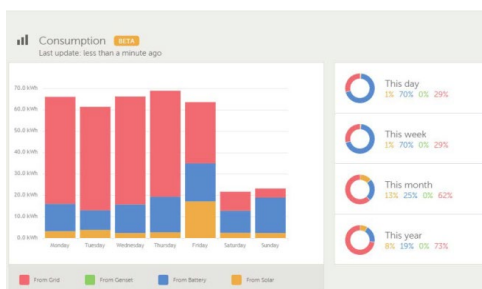 Consumption BETA
Last update: less than a minute ago
70.0 kWh
60.0 kWh
50.0 kWh
40.0 kWh
30.0 kWh
20.0 kWh
10.0 kWh
0.0 kWh
Monday Tuesday Wednesday Thursday Friday Saturday Sunday
From Grid From Genset From Battery From Solar
This day
1% 70% 0% 29%
This week
1% 70% 0% 29%
This month
13% 25% 0% 62%
This year
8% 19% 0% 73%